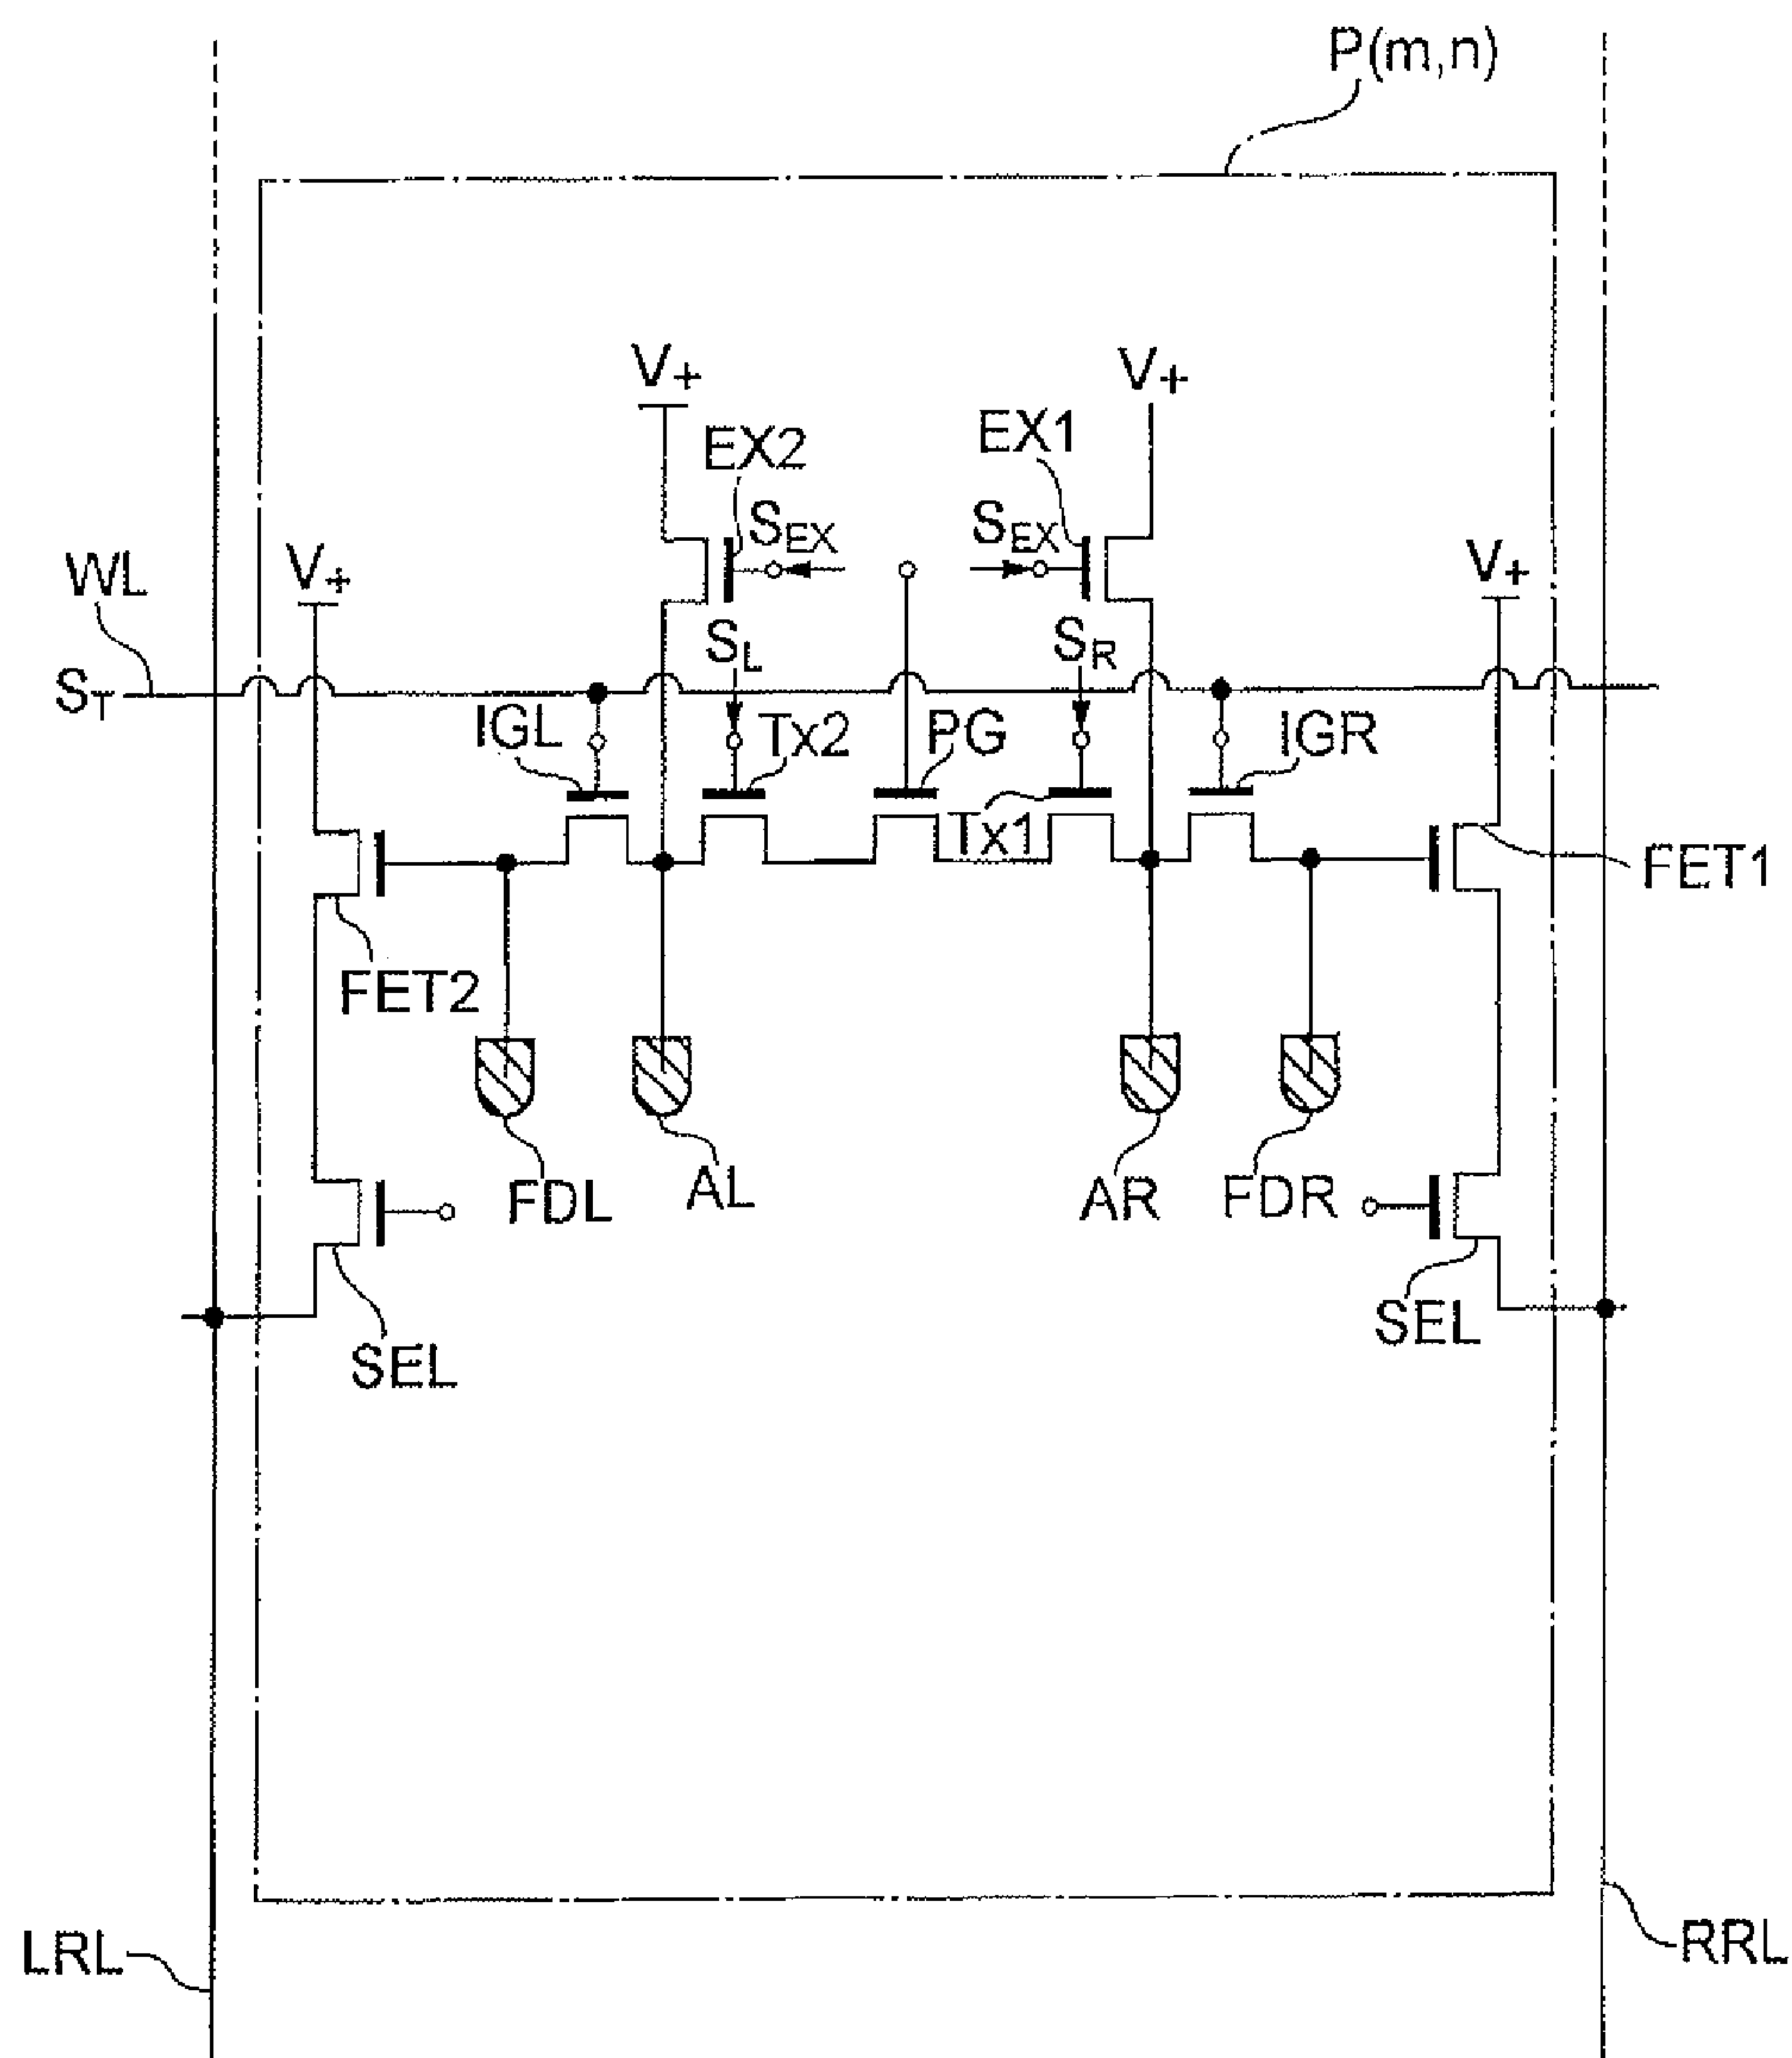 P(m,n)
V+
V+
EX2
EX1
SEX
SEX
WL
V+
V+
SL
SR
ST
IGL
Tx2
PG
IGR
Tx1
FET1
FET2
FDL
AL
AR
FDR
SEL
SEL
LRL
RRL